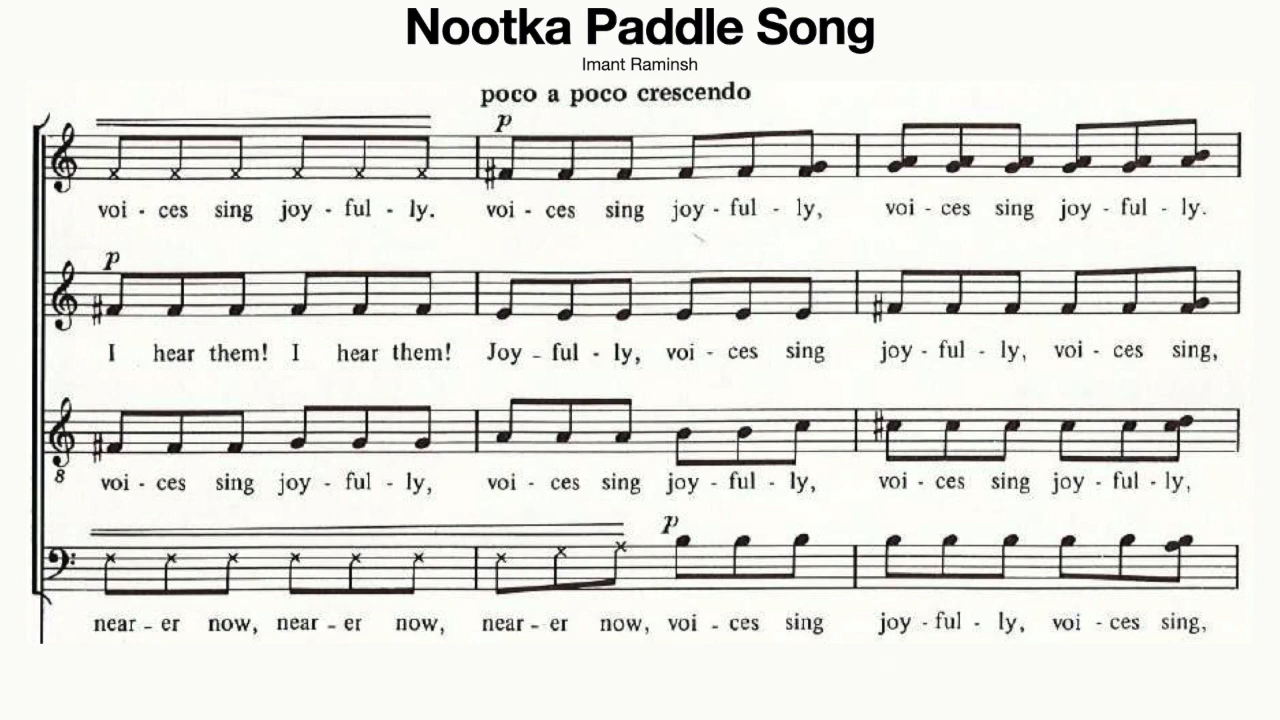 Nootka Paddle Song
Imant Raminsh
poco a poco crescendo
p
voi - ces sing joy - ful - ly. voi - ces sing joy - ful - ly, voi - ces sing joy - ful - ly.
p
I hear them! I hear them! Joy - ful - ly, voi - ces sing joy - ful - ly, voi - ces sing,
8
voi - ces sing joy - ful - ly, voi - ces sing joy - ful - ly, voi - ces sing joy - ful - ly,
p
near - er now, near - er now, near - er now, voi - ces sing joy - ful - ly, voi - ces sing,